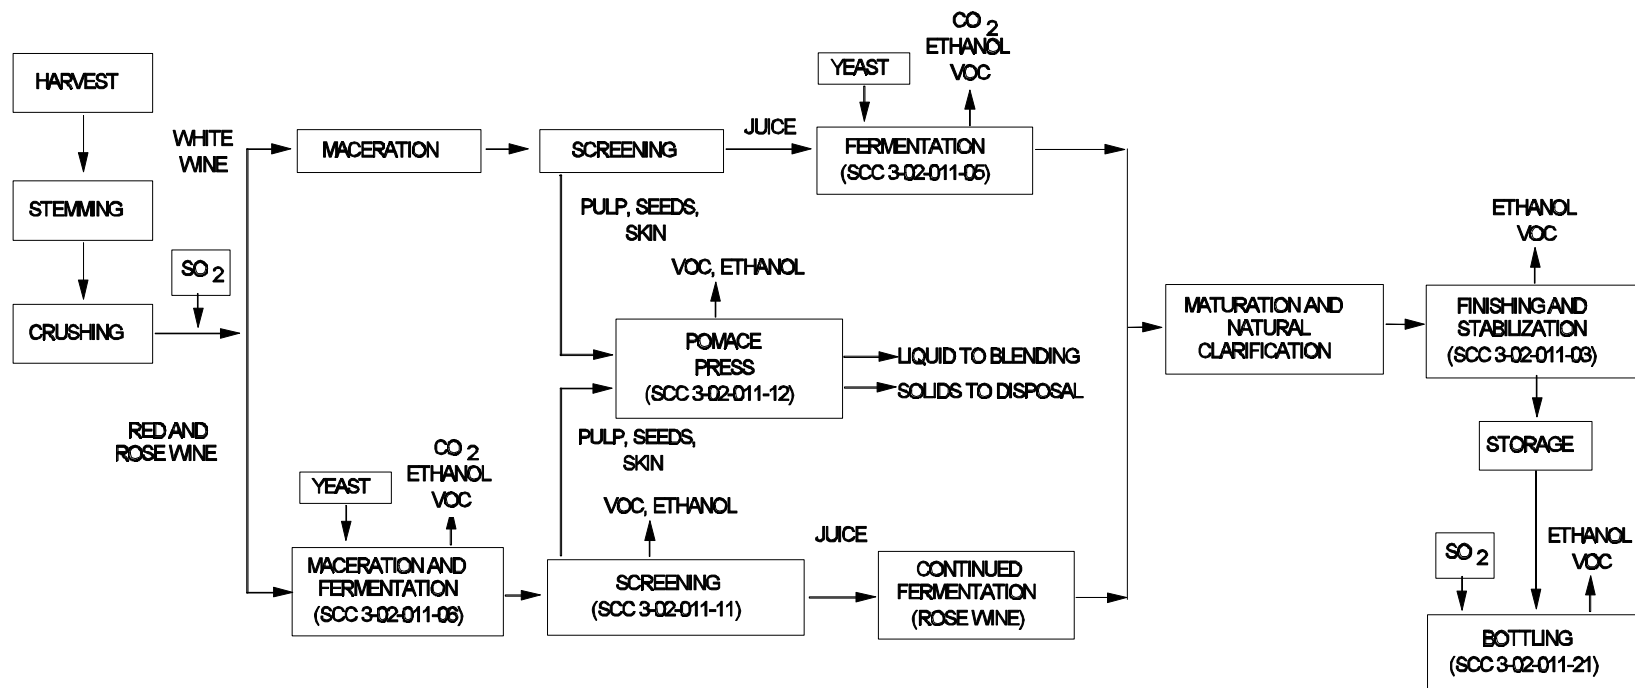 HARVEST
STEMMING
CRUSHING
SO 2
WHITE
WINE
RED AND
ROSE WINE
MACERATION
SCREENING
JUICE
YEAST
CO 2
ETHANOL
VOC
FERMENTATION
(SCC 3-02-011-05)
PULP, SEEDS,
SKIN
VOC, ETHANOL
POMACE
PRESS
(SCC 3-02-011-12)
LIQUID TO BLENDING
SOLIDS TO DISPOSAL
PULP, SEEDS,
SKIN
YEAST
CO 2
ETHANOL
VOC
MACERATION AND
FERMENTATION
(SCC 3-02-011-06)
VOC, ETHANOL
SCREENING
(SCC 3-02-011-11)
JUICE
CONTINUED
FERMENTATION
(ROSE WINE)
MATURATION AND
NATURAL
CLARIFICATION
ETHANOL
VOC
FINISHING AND
STABILIZATION
(SCC 3-02-011-03)
STORAGE
SO 2
ETHANOL
VOC
BOTTLING
(SCC 3-02-011-21)